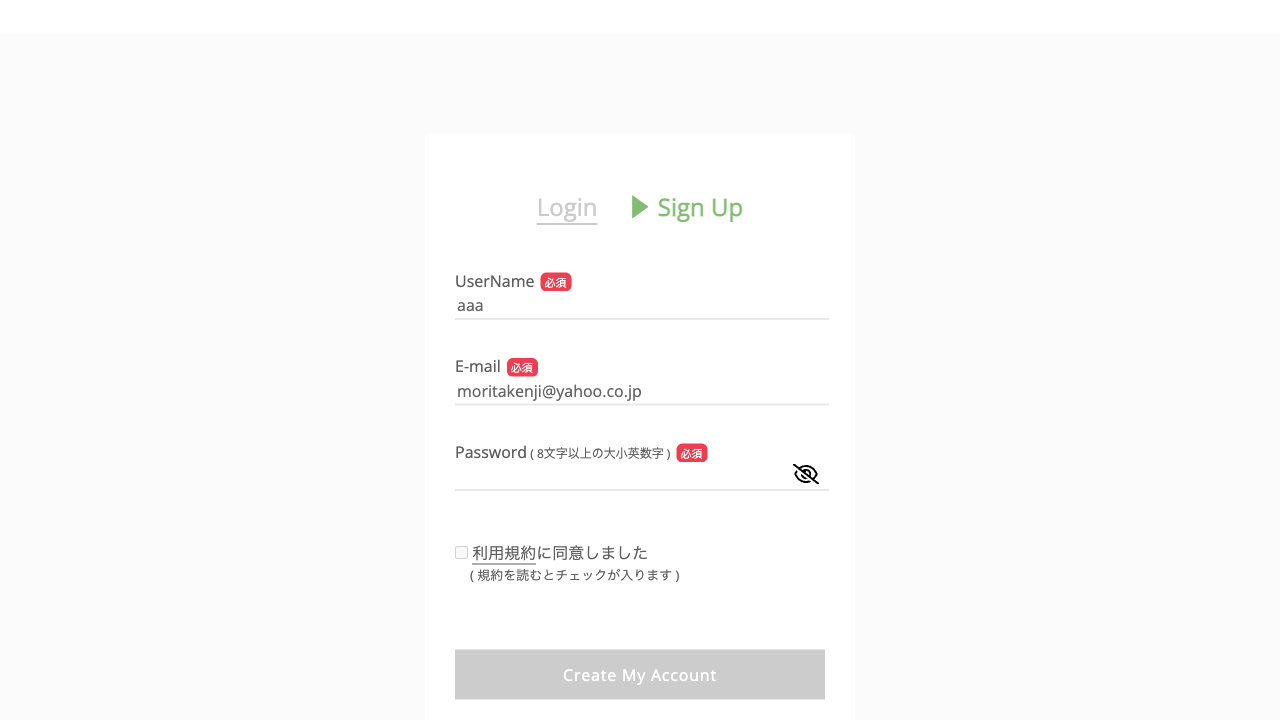 Login Sign Up
UserName 必須
aaa
E-mail 必須
moritakenji@yahoo.co.jp
Password ( 8文字以上の大小英数字 ) 必須
利用規約に同意しました
( 規約を読むとチェックが入ります )
Create My Account